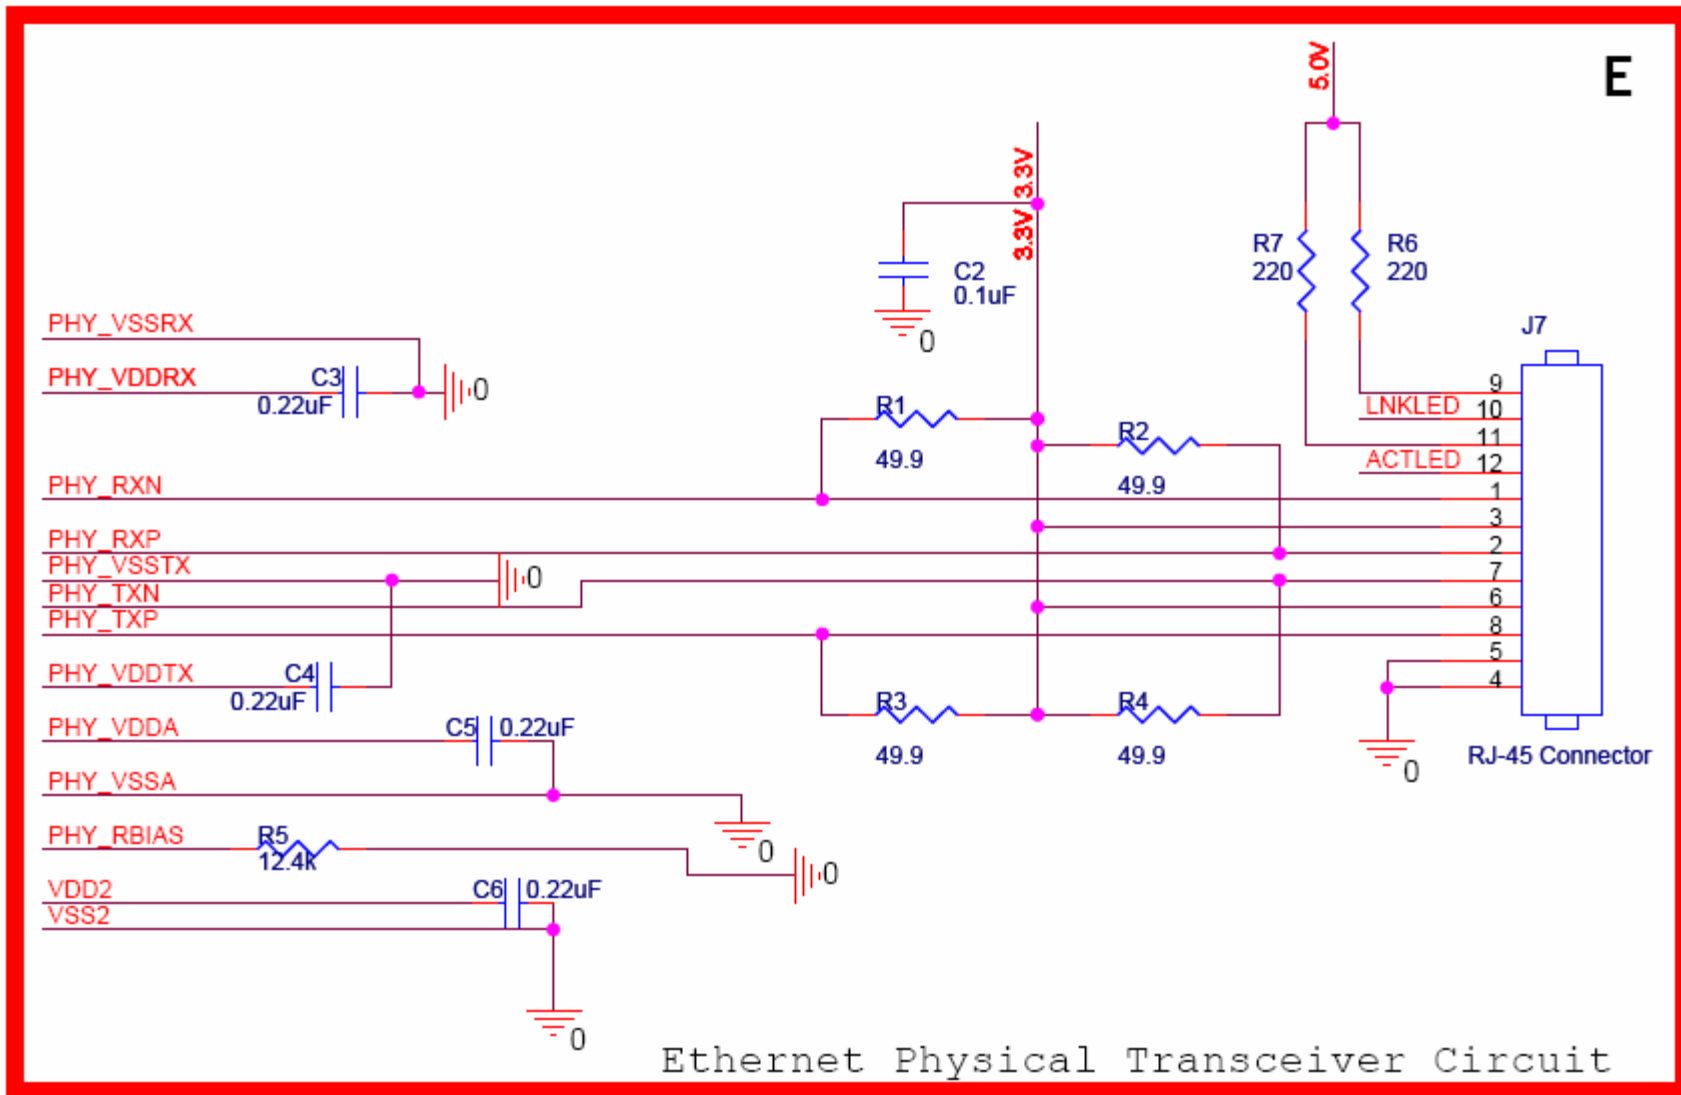 5.0V
E
3.3V
3.3V
R7
220
R6
220
C2
0.1uF
0
J7
PHY_VSSRX
PHY_VDDRX
C3
0.22uF
0
9
LNKLED
10
11
ACTLED
12
1
3
2
7
6
8
5
4
R1
49.9
R2
49.9
PHY_RXN
PHY_RXP
PHY_VSSTX
0
PHY_TXN
PHY_TXP
PHY_VDDTX
C4
0.22uF
R3
49.9
R4
49.9
0
RJ-45 Connector
PHY_VDDA
C5
0.22uF
PHY_VSSA
0
PHY_RBIAS
R5
12.4k
0
VDD2
C6
0.22uF
VSS2
0
Ethernet Physical Transceiver Circuit